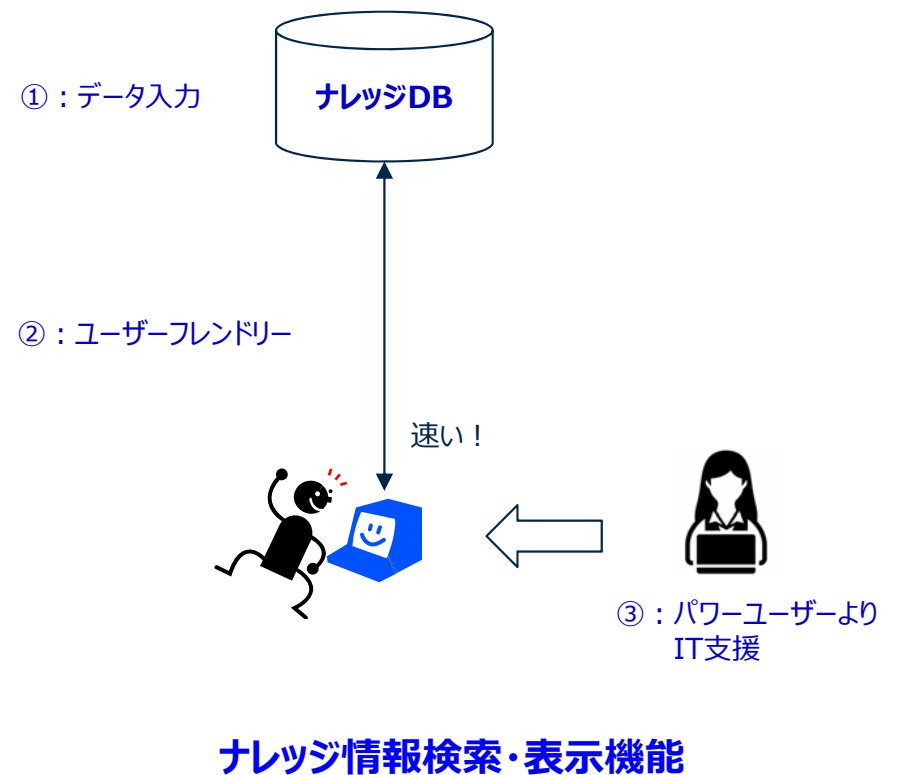 ①：データ入力
ナレッジDB
②：ユーザーフレンドリー
速い！
③：パワーユーザーより
IT支援
ナレッジ情報検索・表示機能